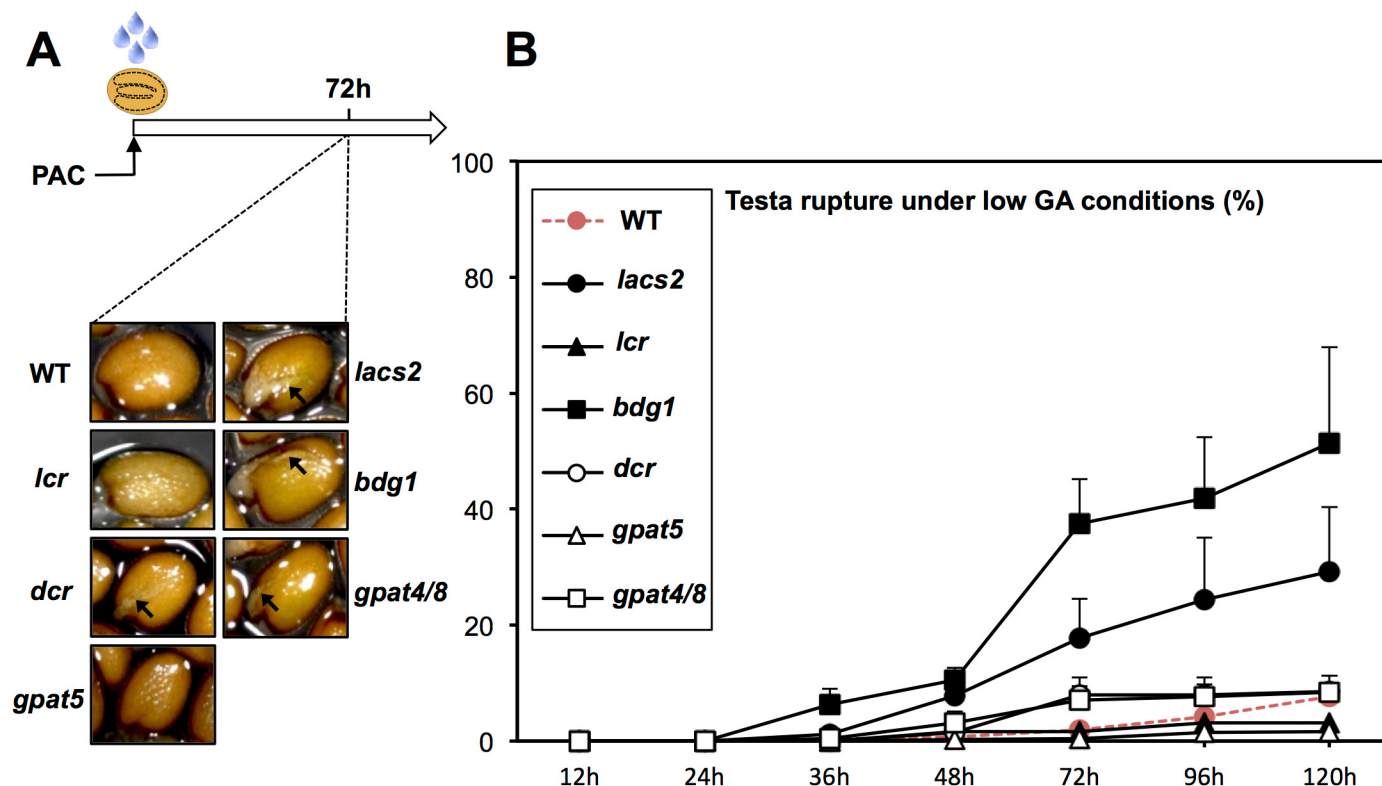 A
72h
PAC
WT
lacs2
lcr
bdg1
dcr
gpat4/8
gpat5
B
Testa rupture under low GA conditions (%)
100
80
60
40
20
0
WT
lacs2
lcr
bdg1
dcr
gpat5
gpat4/8
12h 24h 36h 48h 72h 96h 120h